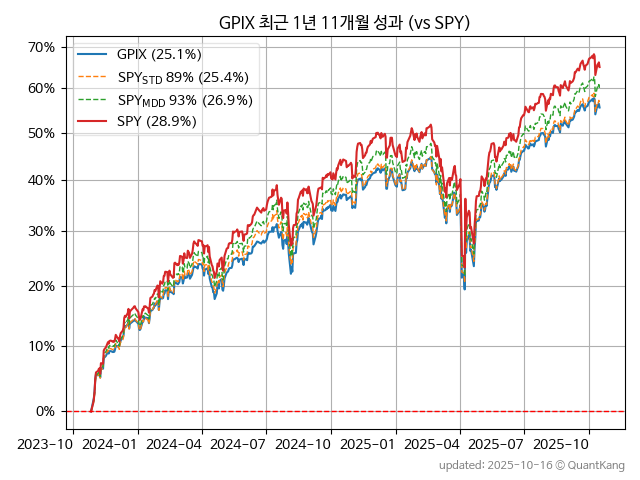 GPIX 최근 1년 11개월 성과 (vs SPY)
70%
60%
50%
40%
30%
20%
10%
0%
GPIX (25.1%)
SPY_STD 89% (25.4%)
SPY_MDD 93% (26.9%)
SPY (28.9%)
2023-10 2024-01 2024-04 2024-07 2024-10 2025-01 2025-04 2025-07 2025-10
updated: 2025-10-16 © QuantKang